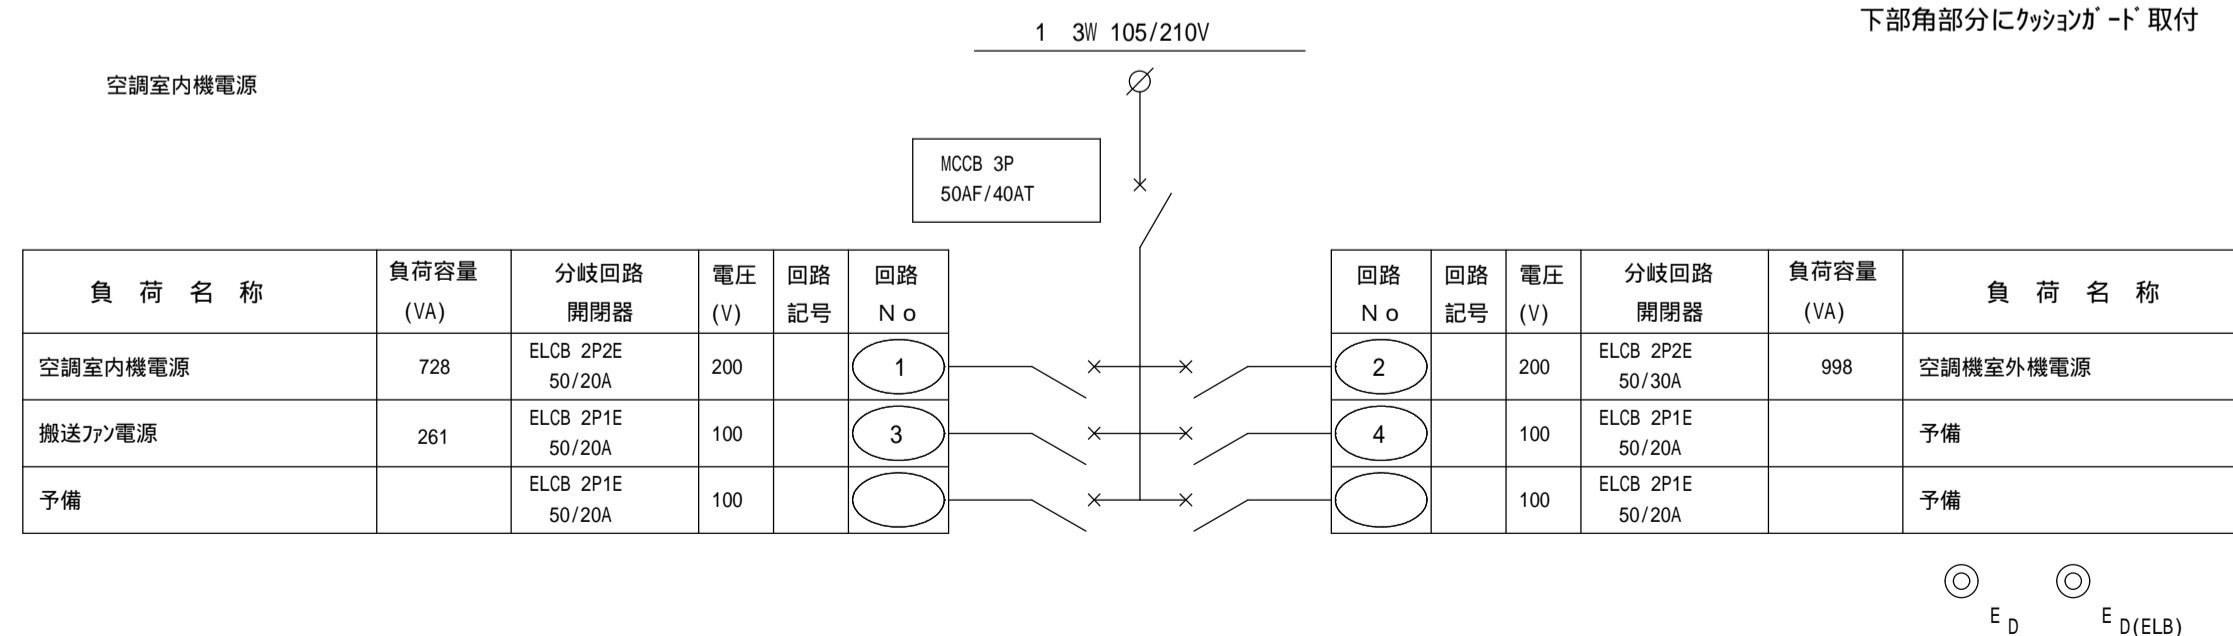 1 3W 105/210V
下部角部分にｸｯｼｮﾝｶﾞｰﾄﾞ取付
空調室内機電源
MCCB 3P
50AF/40AT
負 荷 名 称 負荷容量 (VA) 分岐回路 開閉器 電圧 (V) 回路 記号 回路 No
空調室内機電源 728 ELCB 2P2E 50/20A 200 1
搬送ﾌｧﾝ電源 261 ELCB 2P1E 50/20A 100 3
予備 ELCB 2P1E 50/20A 100
回路 No 回路 記号 電圧 (V) 分岐回路 開閉器 負荷容量 (VA) 負 荷 名 称
2 200 ELCB 2P2E 50/30A 998 空調機室外機電源
4 100 ELCB 2P1E 50/20A 予備
100 ELCB 2P1E 50/20A 予備
E D E D(ELB)